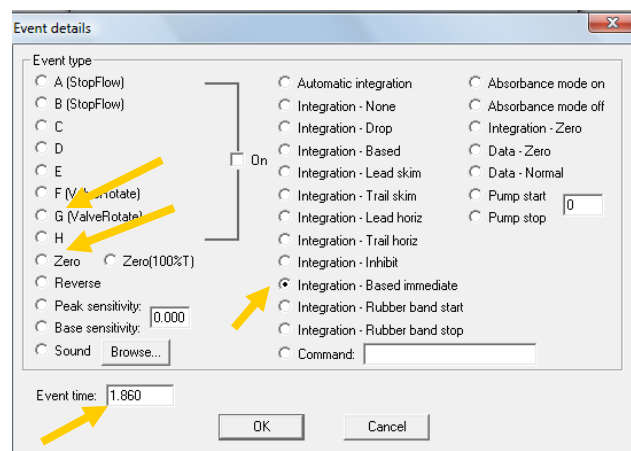 Event details
Event type
A (StopFlow)
B (StopFlow)
C
D
E
F (ValveRotate)
G (ValveRotate)
H
On
Zero
Zero(100%T)
Reverse
Peak sensitivity:
Base sensitivity:
0.000
Sound
Browse...
Automatic integration
Integration - None
Integration - Drop
Integration - Based
Integration - Lead skim
Integration - Trail skim
Integration - Lead horiz
Integration - Trail horiz
Integration - Inhibit
Integration - Based immediate
Integration - Rubber band start
Integration - Rubber band stop
Command:
Absorbance mode on
Absorbance mode off
Integration - Zero
Data - Zero
Data - Normal
Pump start
Pump stop
0
Event time:
1.860
OK
Cancel